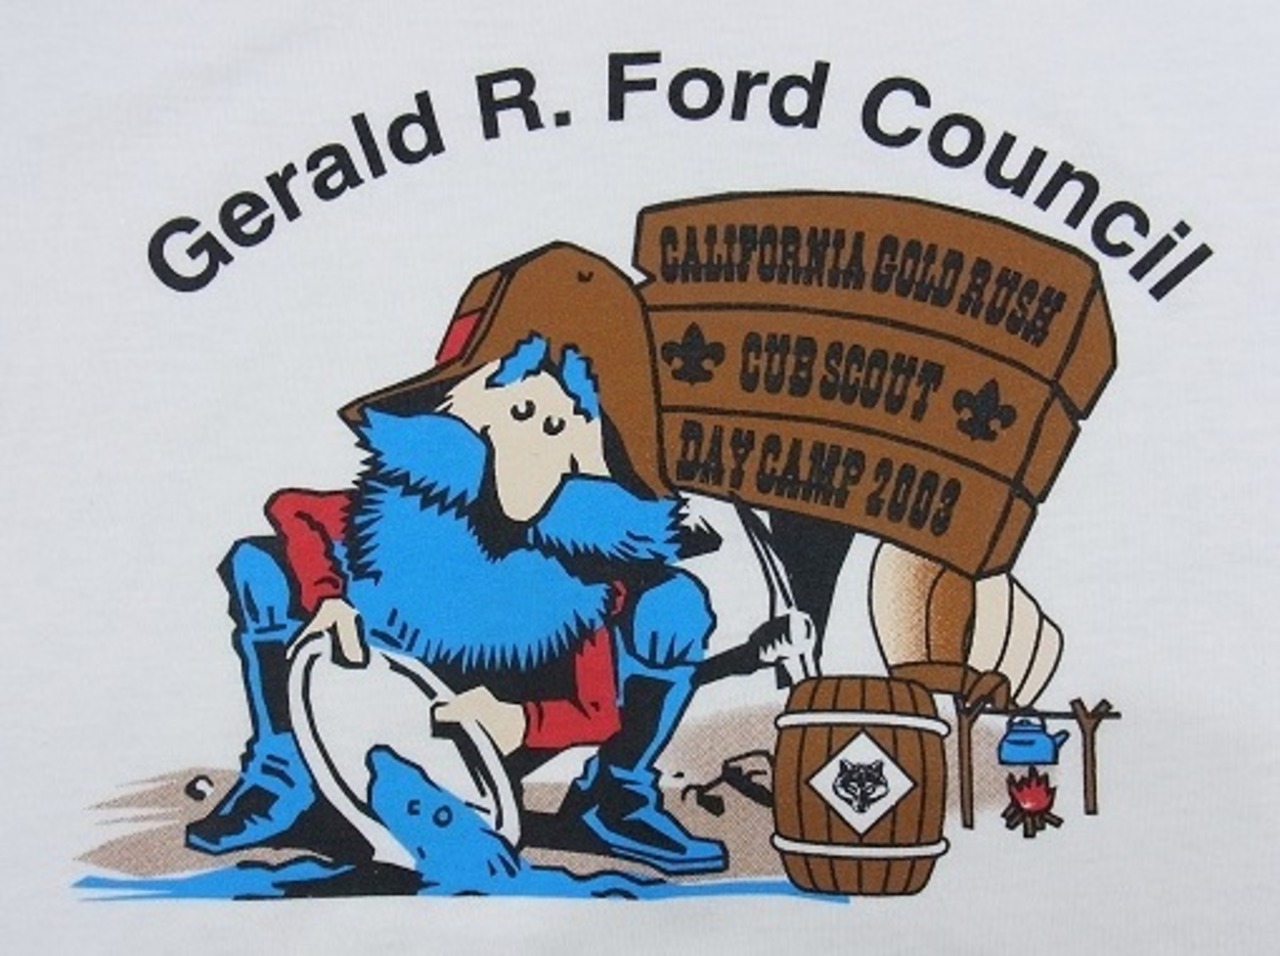 Gerald R. Ford Council
CALIFORNIA GOLD RUSH
CUB SCOUT
DAY CAMP 2003